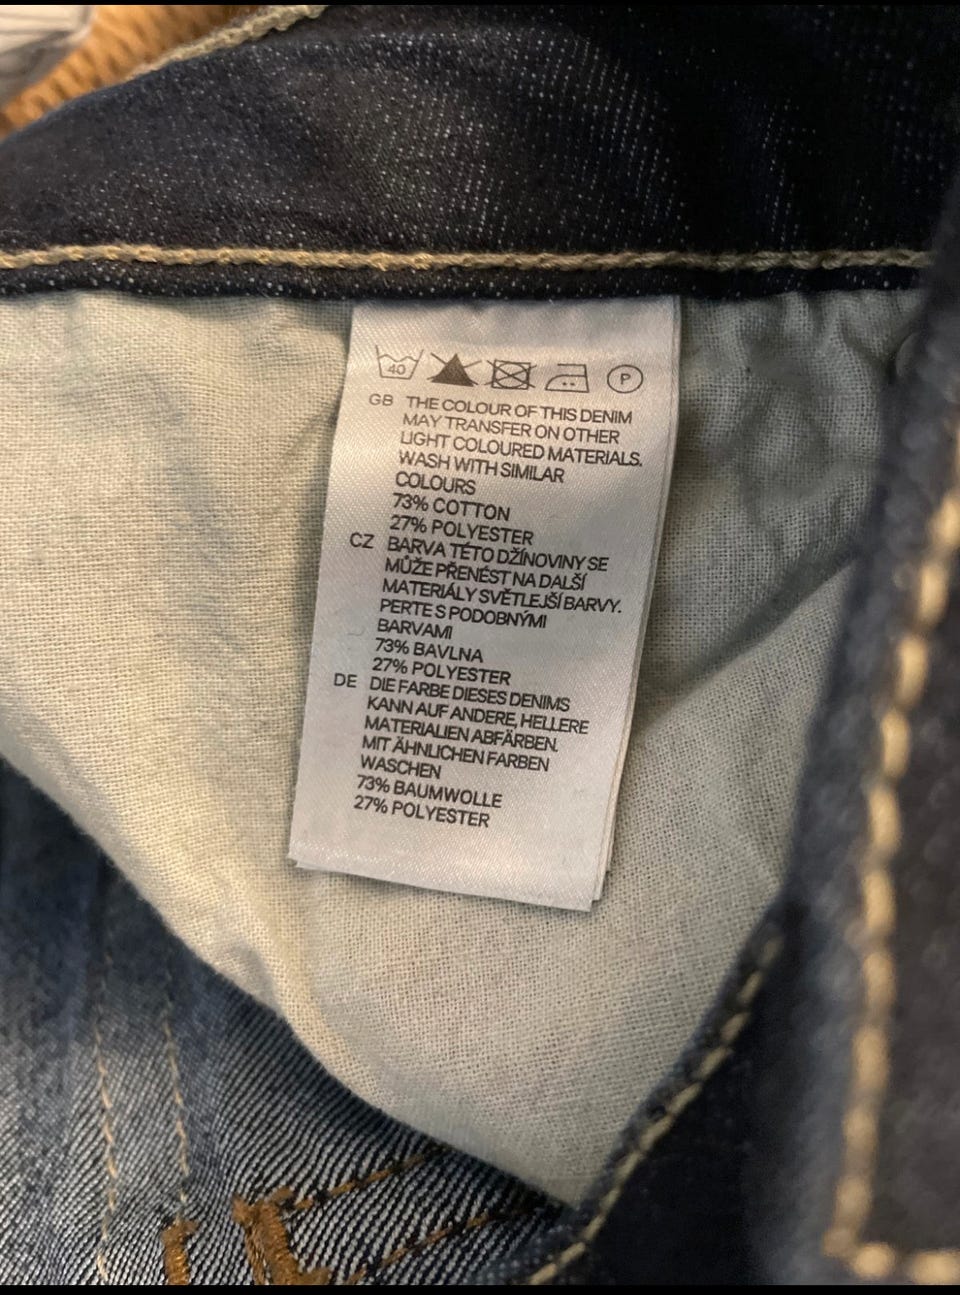 40 P
GB THE COLOUR OF THIS DENIM
MAY TRANSFER ON OTHER
LIGHT COLOURED MATERIALS.
WASH WITH SIMILAR
COLOURS
73% COTTON
27% POLYESTER
CZ BARVA TÉTO DŽÍNOVINY SE
MŮŽE PŘENÉST NA DALŠÍ
MATERIÁLY SVĚTLEJŠÍ BARVY.
PERTE S PODOBNÝMI
BARVAMI
73% BAVLNA
27% POLYESTER
DE DIE FARBE DIESES DENIMS
KANN AUF ANDERE, HELLERE
MATERIALIEN ABFÄRBEN.
MIT ÄHNLICHEN FARBEN
WASCHEN
73% BAUMWOLLE
27% POLYESTER